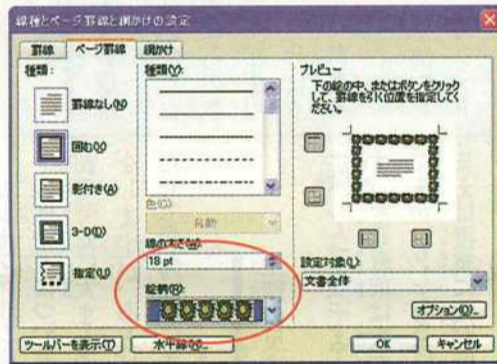 線種とページ罫線と網かけの設定
罫線
ページ罫線
網かけ
種類:
罫線なし(N)
囲む(X)
影付き(A)
3-D(D)
指定(U)
種類(Y):
色(C):
自動
線の太さ(W):
18 pt
絵柄(R):
プレビュー
下の絵の中、またはボタンをクリック
して、罫線を引く位置を指定してく
ださい。
設定対象(L):
文書全体
オプション(O)...
ツールバーを表示(T)
水平線(H)...
OK
キャンセル